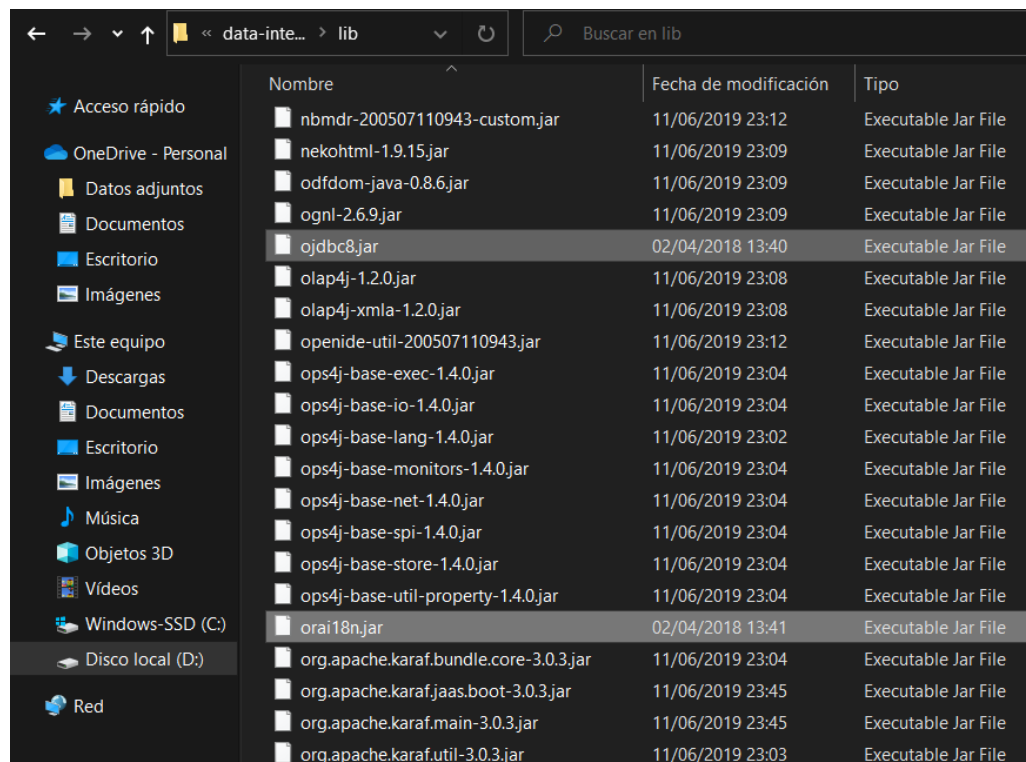 « data-inte... > lib
Buscar en lib
Acceso rápido
OneDrive - Personal
Datos adjuntos
Documentos
Escritorio
Imágenes
Este equipo
Descargas
Documentos
Escritorio
Imágenes
Música
Objetos 3D
Vídeos
Windows-SSD (C:)
Disco local (D:)
Red
Nombre Fecha de modificación Tipo
nbmdr-200507110943-custom.jar 11/06/2019 23:12 Executable Jar File
nekohtml-1.9.15.jar 11/06/2019 23:09 Executable Jar File
odfdom-java-0.8.6.jar 11/06/2019 23:09 Executable Jar File
ognl-2.6.9.jar 11/06/2019 23:09 Executable Jar File
ojdbc8.jar 02/04/2018 13:40 Executable Jar File
olap4j-1.2.0.jar 11/06/2019 23:08 Executable Jar File
olap4j-xmla-1.2.0.jar 11/06/2019 23:08 Executable Jar File
openide-util-200507110943.jar 11/06/2019 23:12 Executable Jar File
ops4j-base-exec-1.4.0.jar 11/06/2019 23:04 Executable Jar File
ops4j-base-io-1.4.0.jar 11/06/2019 23:04 Executable Jar File
ops4j-base-lang-1.4.0.jar 11/06/2019 23:02 Executable Jar File
ops4j-base-monitors-1.4.0.jar 11/06/2019 23:04 Executable Jar File
ops4j-base-net-1.4.0.jar 11/06/2019 23:04 Executable Jar File
ops4j-base-spi-1.4.0.jar 11/06/2019 23:04 Executable Jar File
ops4j-base-store-1.4.0.jar 11/06/2019 23:04 Executable Jar File
ops4j-base-util-property-1.4.0.jar 11/06/2019 23:04 Executable Jar File
orai18n.jar 02/04/2018 13:41 Executable Jar File
org.apache.karaf.bundle.core-3.0.3.jar 11/06/2019 23:04 Executable Jar File
org.apache.karaf.jaas.boot-3.0.3.jar 11/06/2019 23:45 Executable Jar File
org.apache.karaf.main-3.0.3.jar 11/06/2019 23:45 Executable Jar File
org.apache.karaf.util-3.0.3.jar 11/06/2019 23:03 Executable Jar File